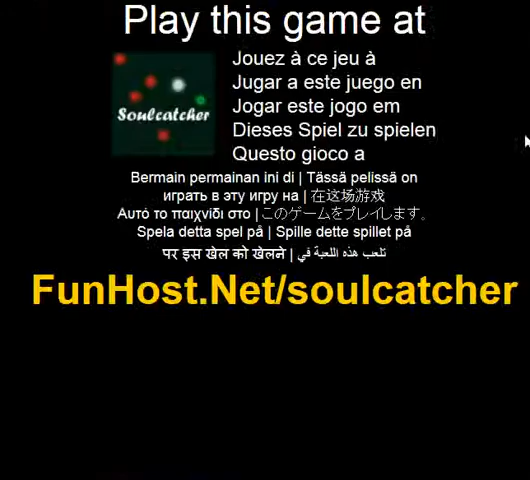 Play this game at
Soulcatcher
Jouez à ce jeu à
Jugar a este juego en
Jogar este jogo em
Dieses Spiel zu spielen
Questo gioco a
Bermain permainan ini di | Tässä pelissä on
играть в эту игру на | 在这场游戏
Αυτό το παιχνίδι στο | このゲームをプレイします。
Spela detta spel på | Spille dette spillet på
पर इस खेल को खेलने | تلعب هذه اللعبة في
FunHost.Net/soulcatcher